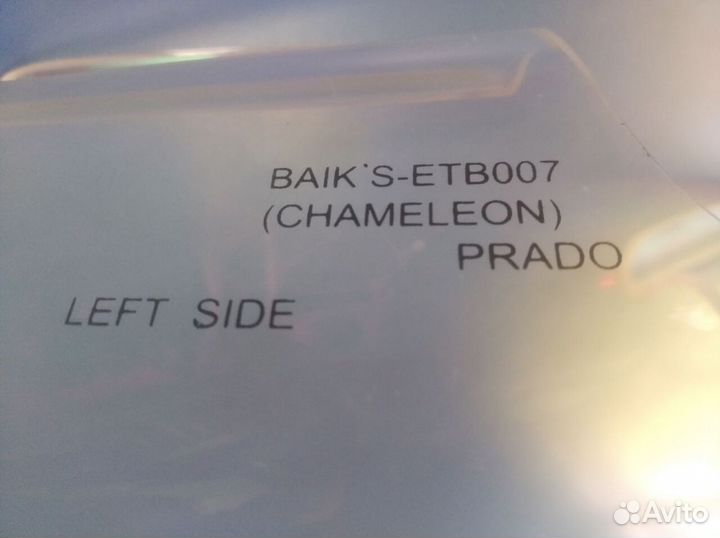 BAIK'S-ETB007
(CHAMELEON)
PRADO
LEFT SIDE
Avito